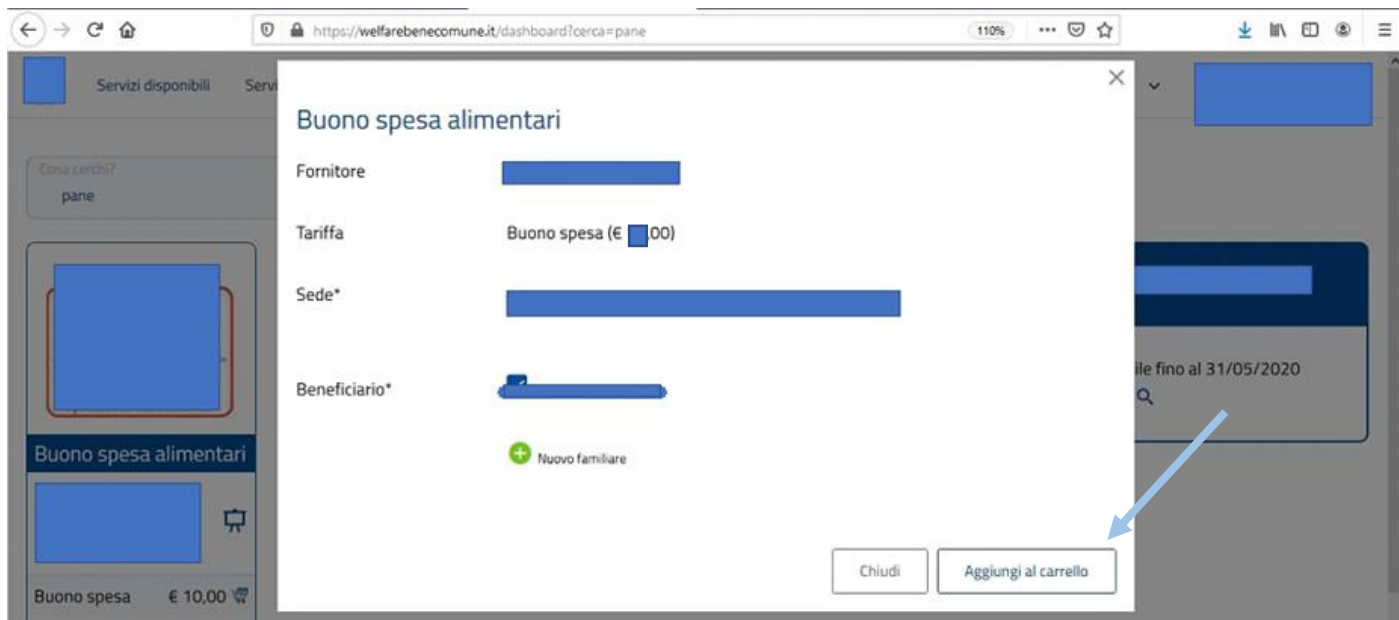 https://welfarebenecomune.it/dashboard?cerca=pane
110%
Servizi disponibili Servi
Cosa cerchi?
pane
Buono spesa alimentari
Fornitore
Tariffa
Buono spesa (€ ,00)
Sede*
Beneficiario*
Nuovo familiare
Chiudi
Aggiungi al carrello
Buono spesa alimentari
Buono spesa € 10,00
ile fino al 31/05/2020